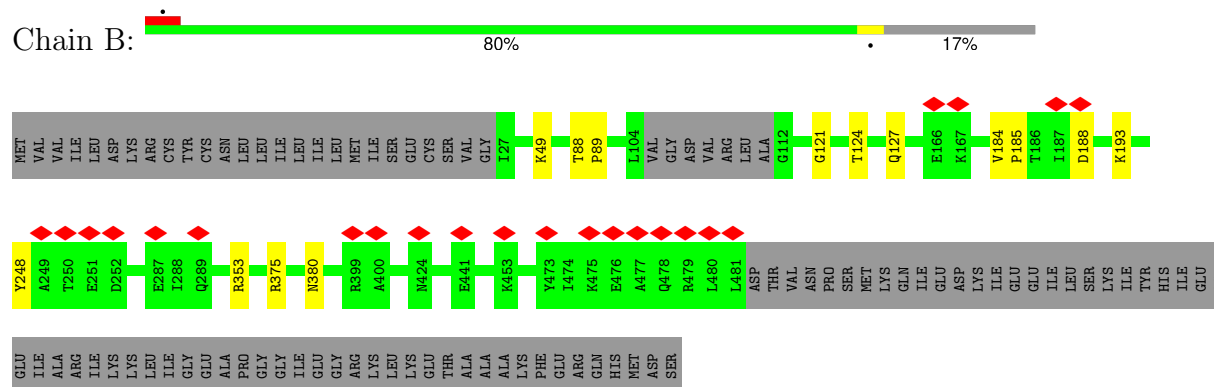 Chain B:
80%
17%
MET VAL VAL ILE LEU ASP LYS ARG CYS TYR CYS ASN LEU LEU ILE LEU ILE LEU MET ILE SER GLU CYS SER VAL GLY I27 K49 T88 P89 L104 VAL GLY ASP VAL ARG LEU ALA G112 G121 T124 Q127 E166 K167 V184 P185 T186 I187 D188 K193
Y248 A249 T250 E251 D252 E287 I288 Q289 R353 R375 N380 R399 A400 N424 E441 K453 Y473 I474 K475 E476 A477 Q478 R479 L480 L481 ASP THR VAL ASN PRO SER MET LYS GLN ILE GLU ASP LYS ILE GLU GLU ILE LEU SER LYS ILE TYR HIS ILE GLU
GLU ILE ALA ARG ILE LYS LYS LEU ILE GLY GLU ALA PRO GLY GLY ILE GLU GLY ARG LYS LEU LYS GLU THR ALA ALA ALA LYS PHE GLU ARG GLN HIS MET ASP SER